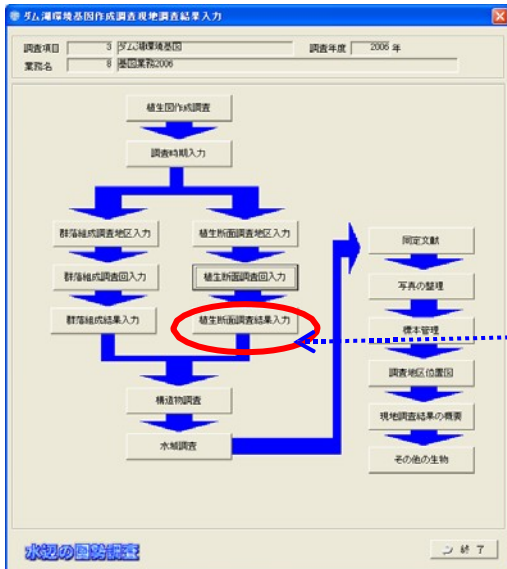 ダム湖環境基図作成調査現地調査結果入力
調査項目 3 ダム湖環境基図 調査年度 2006 年
業務名 8 基図業務2006
植生図作成調査
調査時期入力
群落組成調査地区入力
植生断面調査地区入力
群落組成調査回入力
植生断面調査回入力
群落組成結果入力
植生断面調査結果入力
構造物調査
水域調査
同定文献
写真の整理
標本管理
調査地区位置図
現地調査結果の概要
その他の生物
水辺の国勢調査
終 了